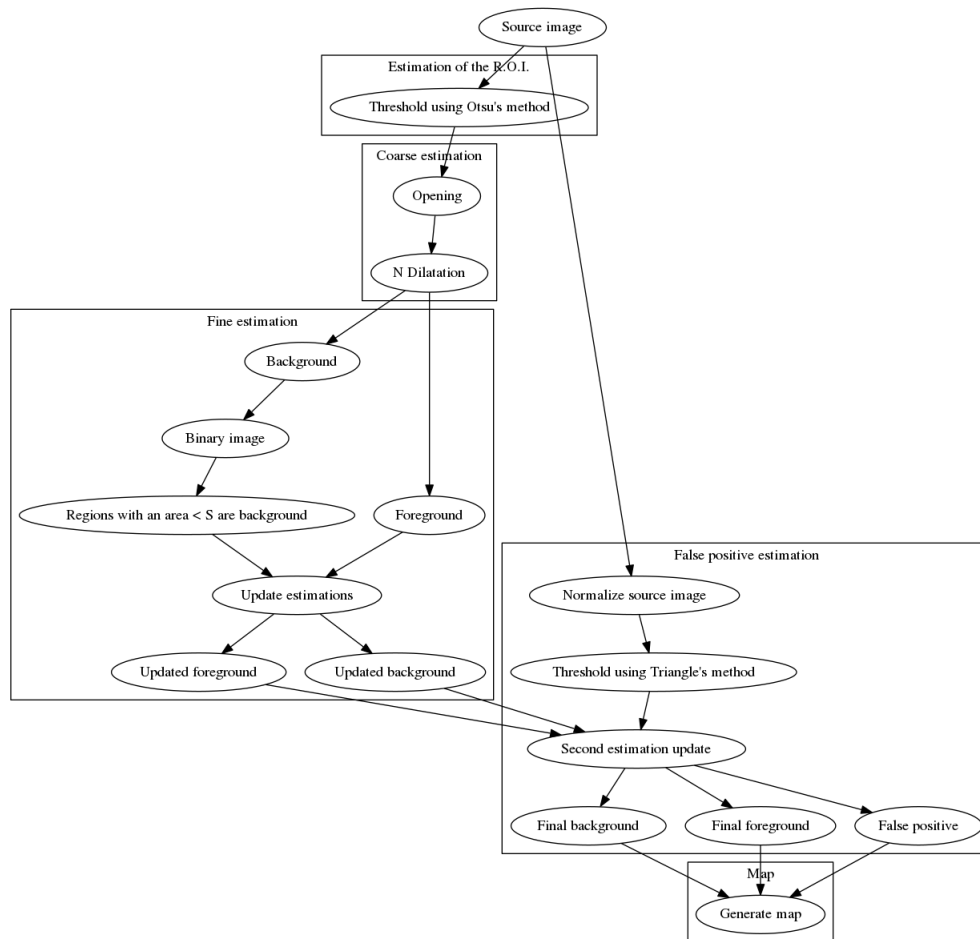 Source image
Estimation of the R.O.I.
Threshold using Otsu's method
Coarse estimation
Opening
N Dilatation
Fine estimation
Background
Binary image
Regions with an area < S are background
Foreground
Update estimations
Updated foreground
Updated background
False positive estimation
Normalize source image
Threshold using Triangle's method
Second estimation update
Final background
Final foreground
False positive
Map
Generate map